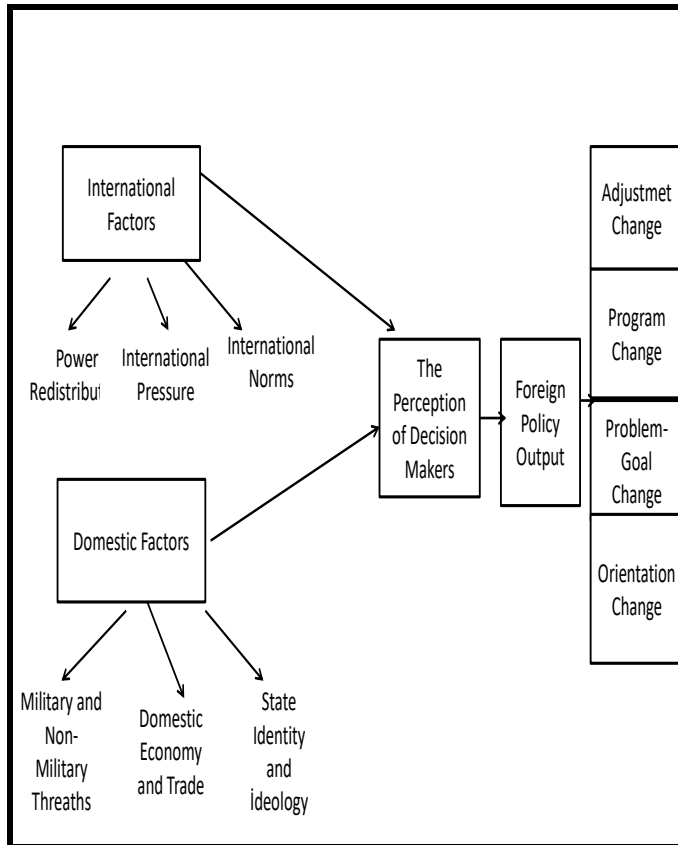 International
Factors
Power
Redistribut
International
Pressure
International
Norms
Domestic Factors
Military and
Non-
Military
Threaths
Domestic
Economy
and Trade
State
Identity
and
İdeology
The
Perception
of Decision
Makers
Foreign
Policy
Output
Adjustmet
Change
Program
Change
Problem-
Goal
Change
Orientation
Change